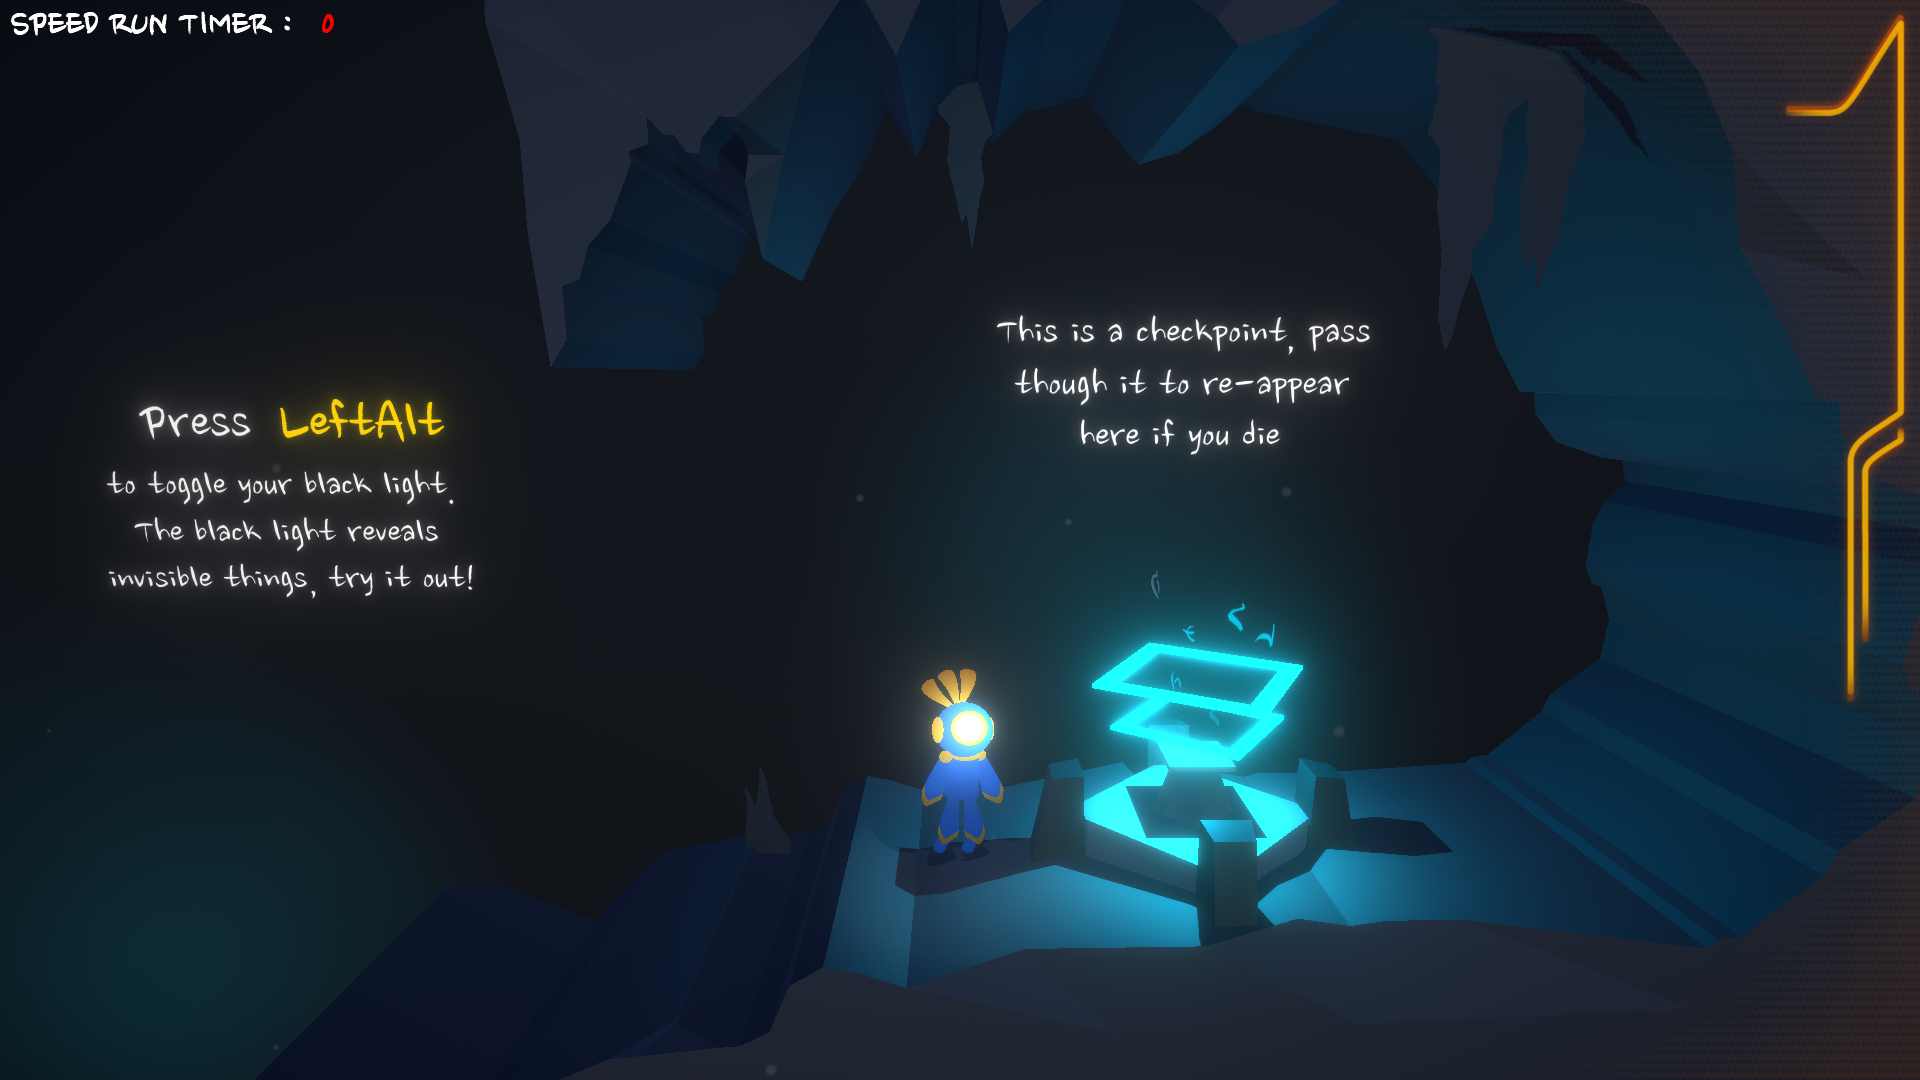 SPEED RUN TIMER : 0
Press LeftAlt
to toggle your black light.
The black light reveals
invisible things, try it out!
This is a checkpoint, pass
though it to re-appear
here if you die